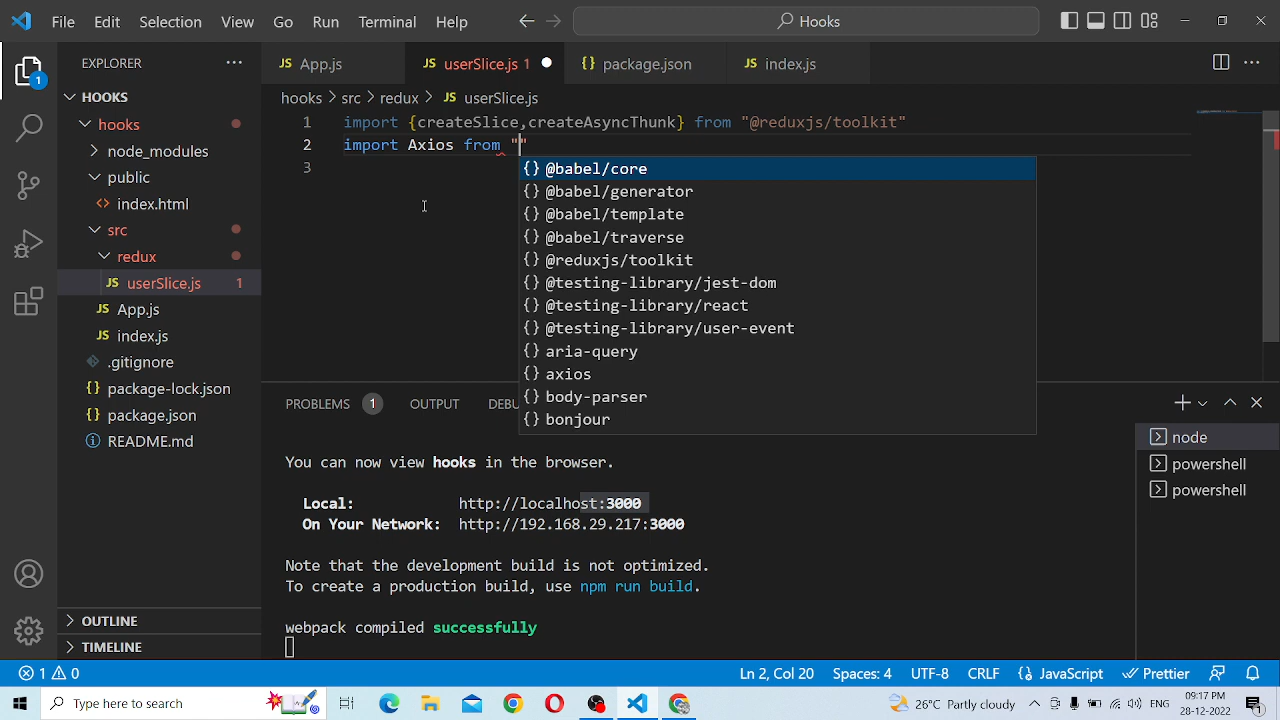 File Edit Selection View Go Run Terminal Help
Hooks
EXPLORER
HOOKS
hooks
node_modules
public
index.html
src
redux
userSlice.js 1
App.js
index.js
.gitignore
package-lock.json
package.json
README.md
OUTLINE
TIMELINE
1
App.js userSlice.js 1 package.json index.js
hooks > src > redux > userSlice.js
1 import {createSlice,createAsyncThunk} from "@reduxjs/toolkit"
2 import Axios from ""
3
@babel/core
@babel/generator
@babel/template
@babel/traverse
@reduxjs/toolkit
@testing-library/jest-dom
@testing-library/react
@testing-library/user-event
aria-query
axios
body-parser
bonjour
PROBLEMS 1 OUTPUT DEBU
You can now view hooks in the browser.
Local: http://localhost:3000
On Your Network: http://192.168.29.217:3000
Note that the development build is not optimized.
To create a production build, use npm run build.
webpack compiled successfully
node
powershell
powershell
1 0 Ln 2, Col 20 Spaces: 4 UTF-8 CRLF {} JavaScript Prettier
Type here to search
25°C Partly cloudy ENG 09:17 PM
28-12-2022